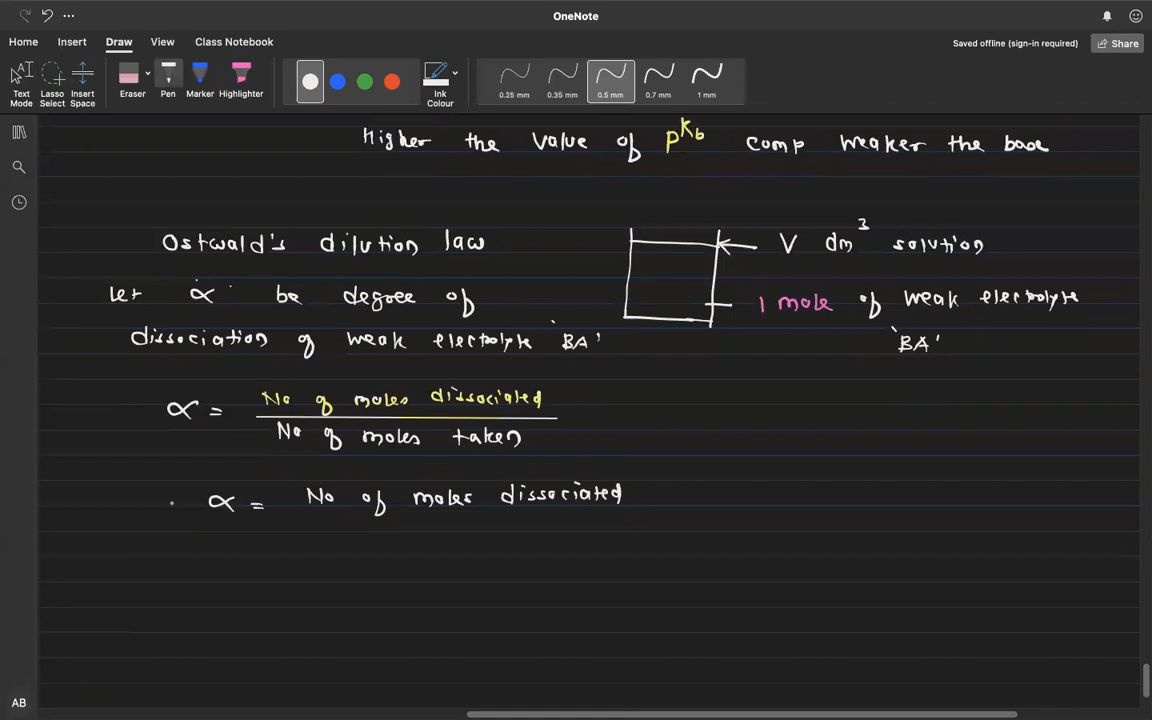 OneNote
Home Insert Draw View Class Notebook
Saved offline (sign-in required) Share
Text Mode
Lasso Select
Insert Space
Eraser
Pen
Marker
Highlighter
Ink Colour
0.25 mm 0.35 mm 0.5 mm 0.7 mm 1 mm
Higher the value of pKb comp weaker the base
Ostwald's dilution law
V dm³ solution
Let α be degree of
1 mole of weak electrolyte
dissociation of weak electrolyte 'BA'
'BA'
α = No of moles dissociated
No of moles taken
α = No of moles dissociated
AB